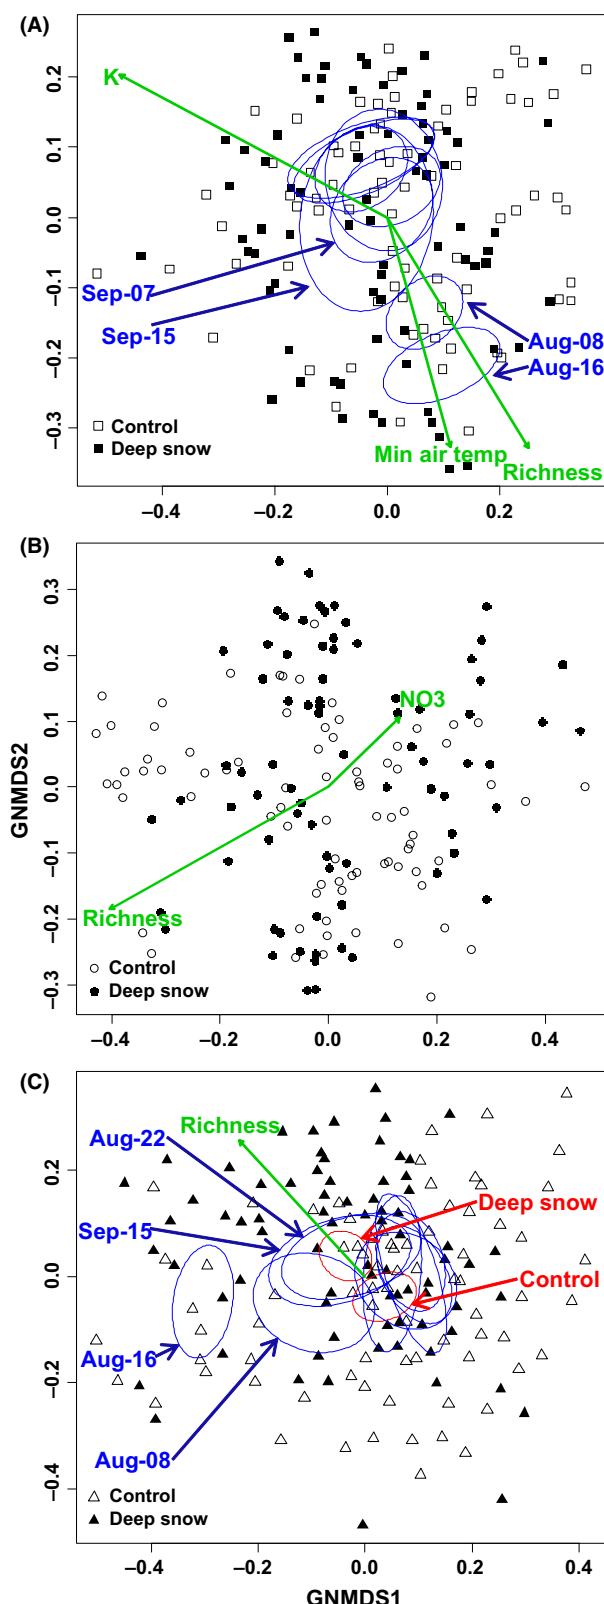 (A)
0.2
K
0.1
0.0
Sep-07
−0.1
Sep-15
Aug-08
−0.2
Aug-16
−0.3
Control
Deep snow
Min air temp
Richness
−0.4
−0.2
0.0
0.2
(B)
0.3
0.2
NO3
0.1
GNMDS2
0.0
−0.1
Richness
−0.2
Control
−0.3
Deep snow
−0.4
−0.2
0.0
0.2
0.4
(C)
Richness
Aug-22
0.2
Deep snow
Sep-15
0.0
Control
Aug-16
−0.2
Aug-08
−0.4
Control
Deep snow
−0.4
−0.2
0.0
0.2
0.4
GNMDS1